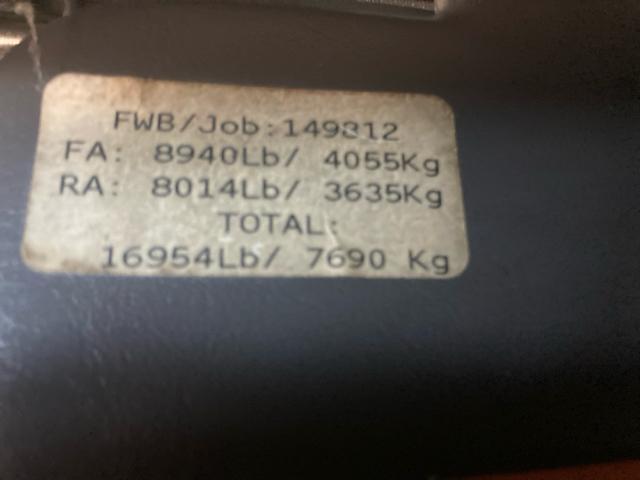 FWB/Job:149812
FA: 8940Lb/ 4055Kg
RA: 8014Lb/ 3635Kg
TOTAL:
16954Lb/ 7690 Kg